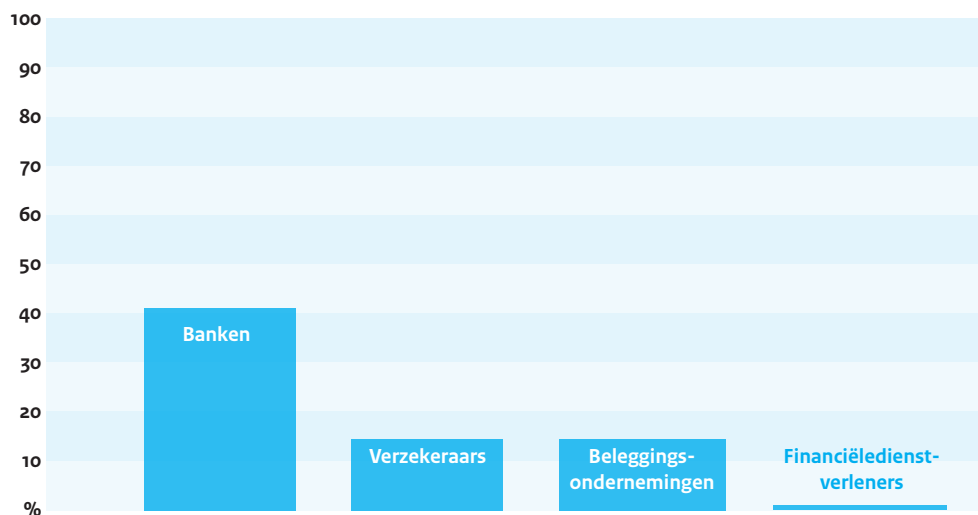 100
90
80
70
60
50
40
30
20
10
%
Banken
Verzekeraars
Beleggings-
ondernemingen
Financiëledienst-
verleners